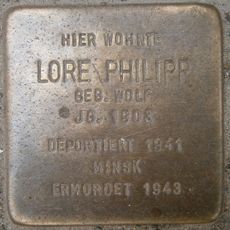 HIER WOHNTE
LORE PHILIPP
GEB. WOLF
JG. 1908
DEPORTIERT 1941
MINSK
ERMORDET 1943